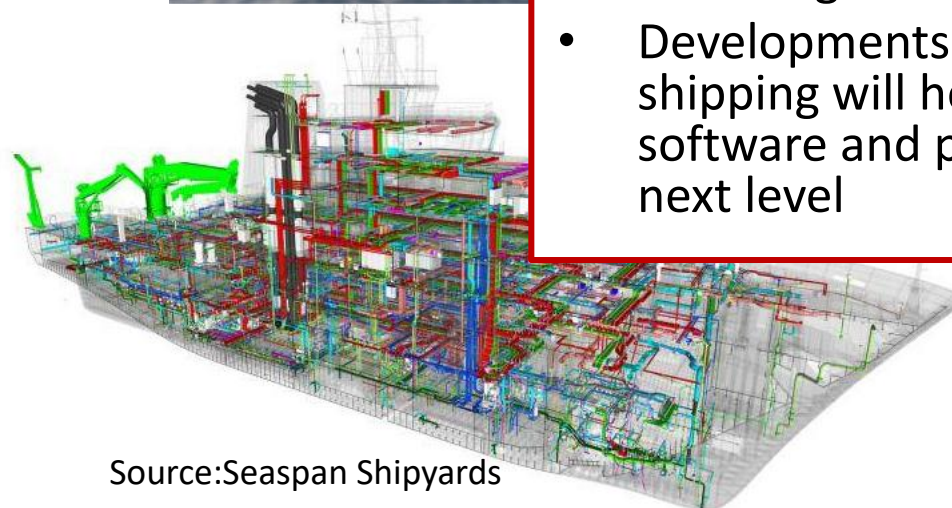 • Developments
shipping will
software and
next level
Source:Seaspan Shipyards